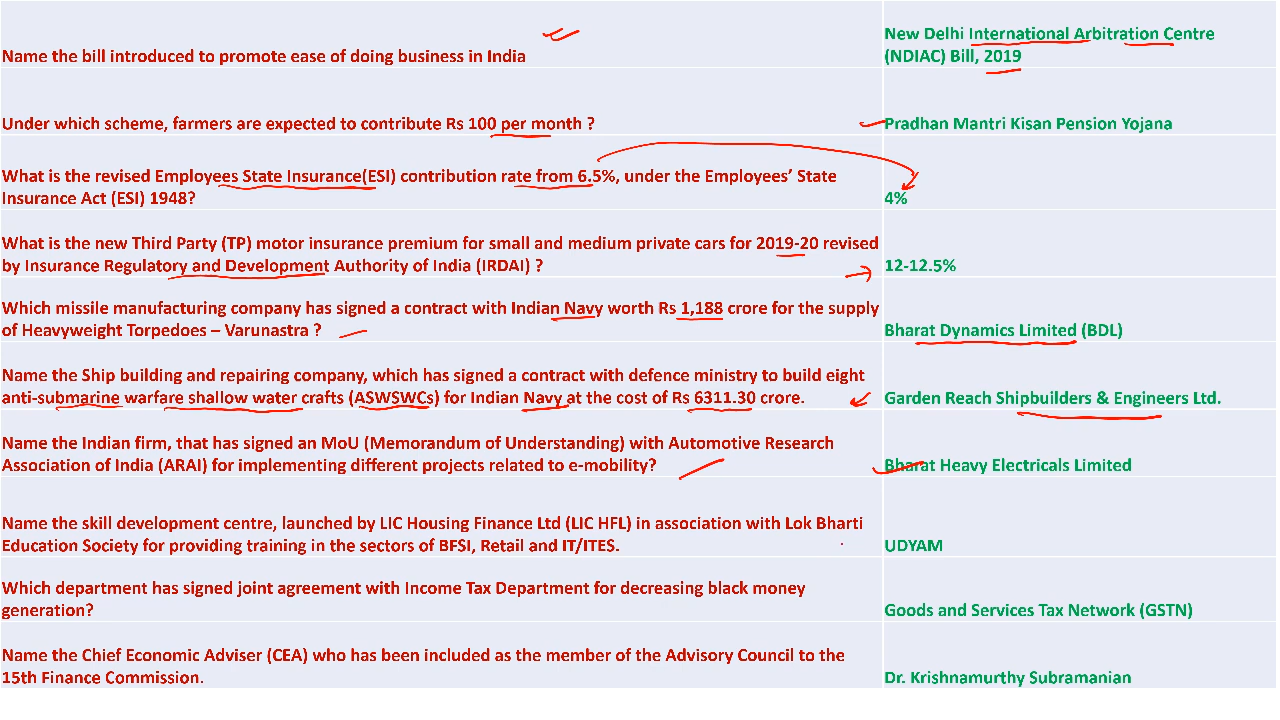 Name the bill introduced to promote ease of doing business in India
New Delhi International Arbitration Centre
(NDIAC) Bill, 2019
Under which scheme, farmers are expected to contribute Rs 100 per month ?
Pradhan Mantri Kisan Pension Yojana
What is the revised Employees State Insurance(ESI) contribution rate from 6.5%, under the Employees' State
Insurance Act (ESI) 1948?
4%
What is the new Third Party (TP) motor insurance premium for small and medium private cars for 2019-20 revised
by Insurance Regulatory and Development Authority of India (IRDAI) ?
12-12.5%
Which missile manufacturing company has signed a contract with Indian Navy worth Rs 1,188 crore for the supply
of Heavyweight Torpedoes – Varunastra ?
Bharat Dynamics Limited (BDL)
Name the Ship building and repairing company, which has signed a contract with defence ministry to build eight
anti-submarine warfare shallow water crafts (ASWSWCs) for Indian Navy at the cost of Rs 6311.30 crore.
Garden Reach Shipbuilders & Engineers Ltd.
Name the Indian firm, that has signed an MoU (Memorandum of Understanding) with Automotive Research
Association of India (ARAI) for implementing different projects related to e-mobility?
Bharat Heavy Electricals Limited
Name the skill development centre, launched by LIC Housing Finance Ltd (LIC HFL) in association with Lok Bharti
Education Society for providing training in the sectors of BFSI, Retail and IT/ITES.
UDYAM
Which department has signed joint agreement with Income Tax Department for decreasing black money
generation?
Goods and Services Tax Network (GSTN)
Name the Chief Economic Adviser (CEA) who has been included as the member of the Advisory Council to the
15th Finance Commission.
Dr. Krishnamurthy Subramanian